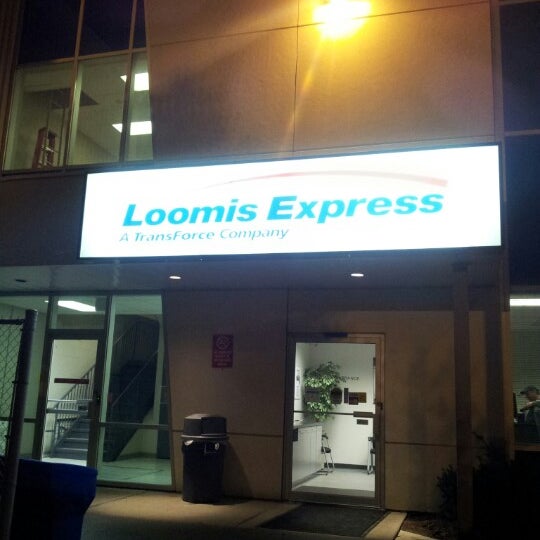 Loomis Express
A TransForce Company